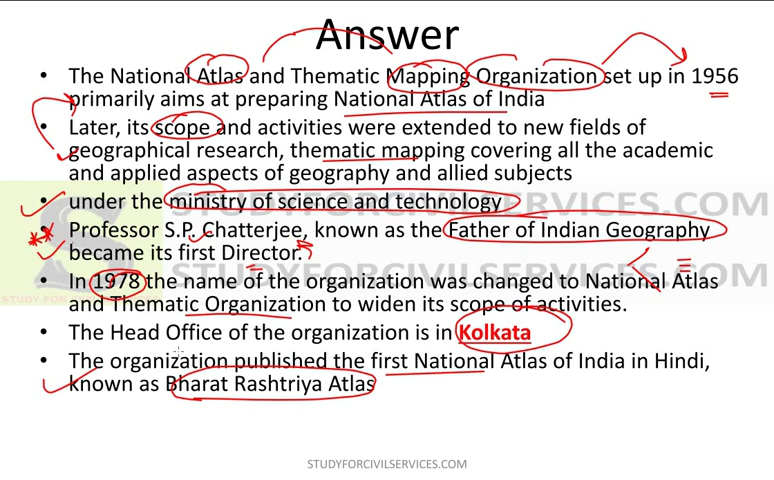 Answer
• The National Atlas and Thematic Mapping Organization set up in 1956
primarily aims at preparing National Atlas of India
• Later, its scope and activities were extended to new fields of
geographical research, thematic mapping covering all the academic
and applied aspects of geography and allied subjects
• under the ministry of science and technology
• Professor S.P. Chatterjee, known as the Father of Indian Geography
became its first Director.
• In 1978 the name of the organization was changed to National Atlas
and Thematic Organization to widen its scope of activities.
• The Head Office of the organization is in Kolkata
• The organization published the first National Atlas of India in Hindi,
known as Bharat Rashtriya Atlas
STUDYFORCIVILSERVICES.COM